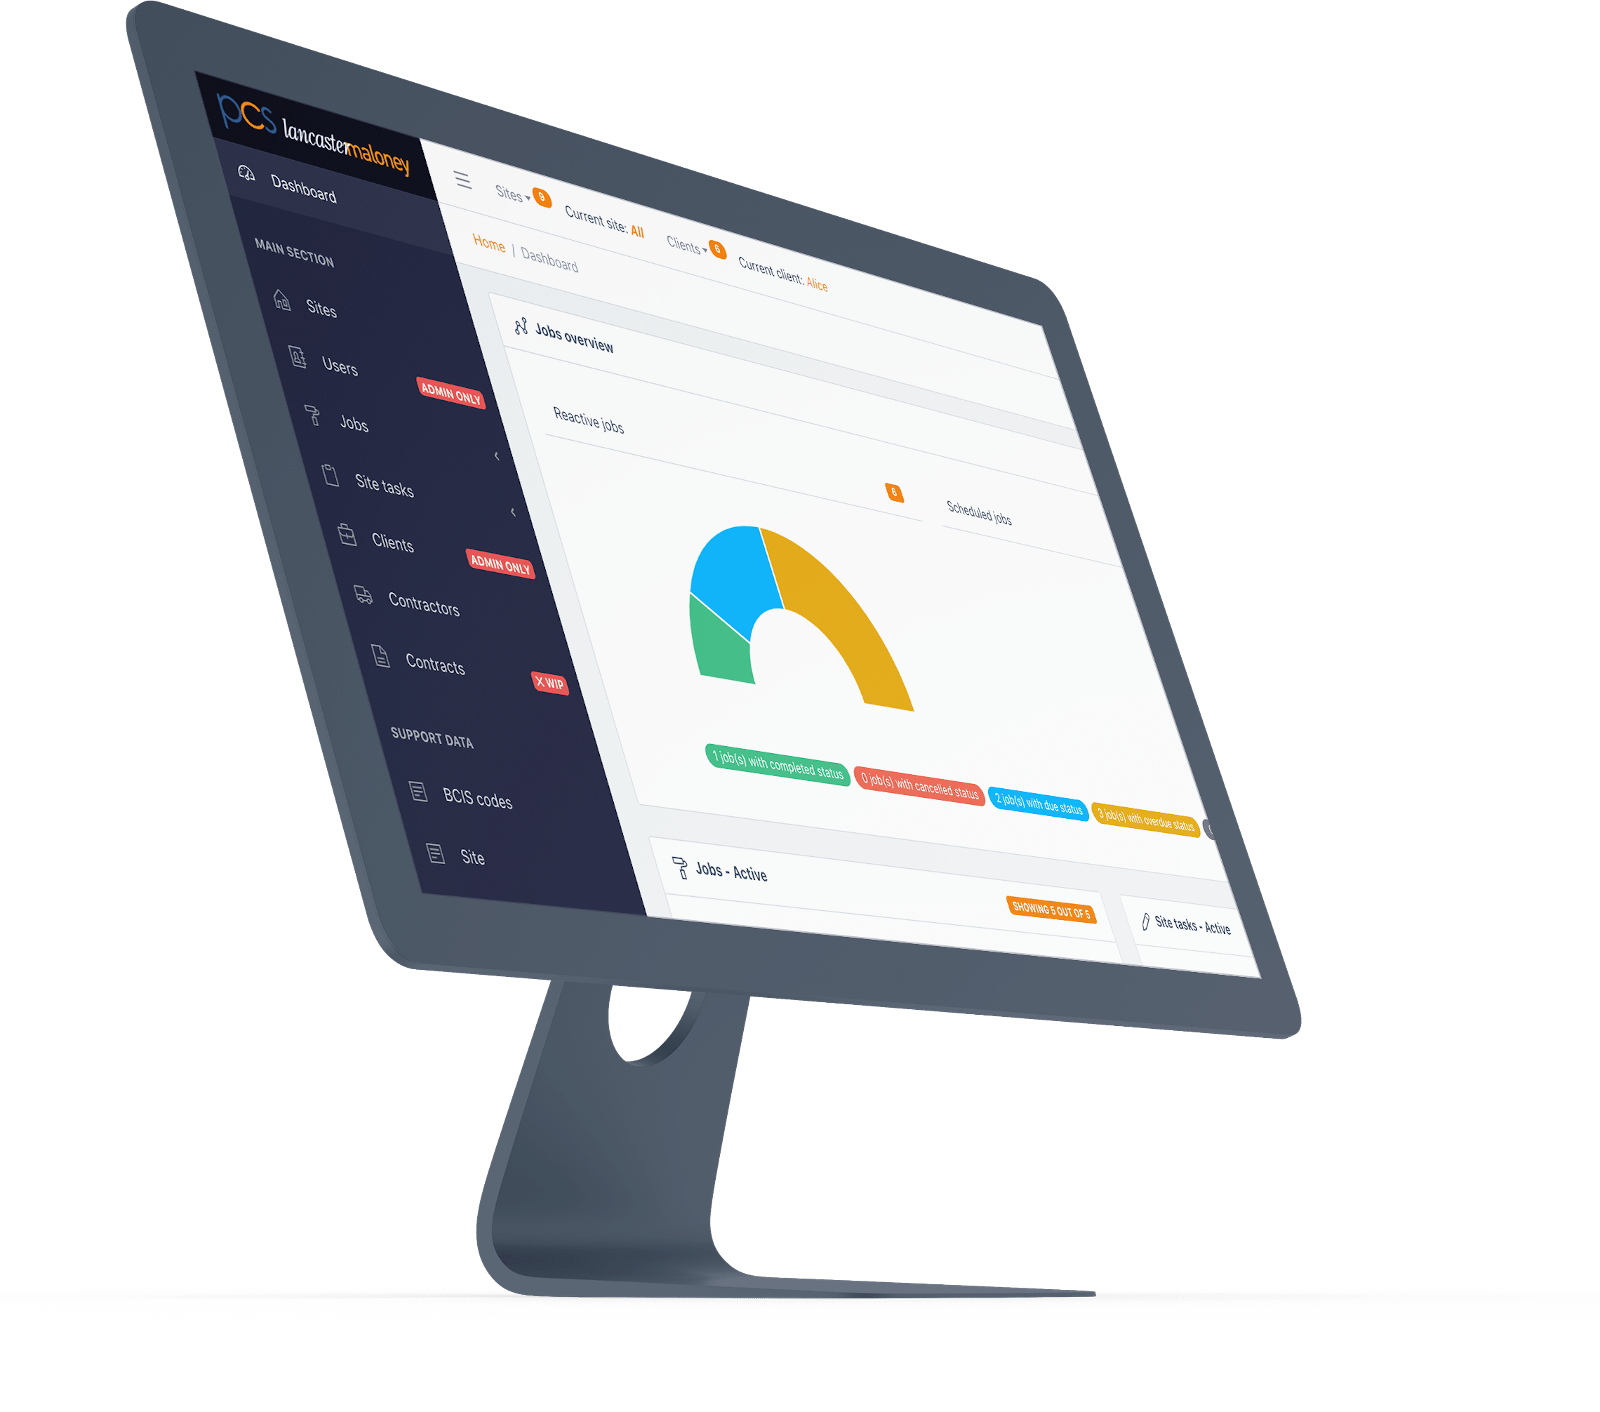 pcs lancastermaloney
Dashboard
MAIN SECTION
Sites
Users
ADMIN ONLY
Jobs
Site tasks
Clients
ADMIN ONLY
Contractors
Contracts
X WIP
SUPPORT DATA
BCIS codes
Site
Sites 9 Current site: All Clients 6 Current client: Alice
Home | Dashboard
Jobs overview
Reactive jobs
6
Scheduled jobs
1 job(s) with completed status
0 job(s) with cancelled status
2 job(s) with due status
3 job(s) with overdue status
Jobs - Active
SHOWING 5 OUT OF 5
Site tasks - Active